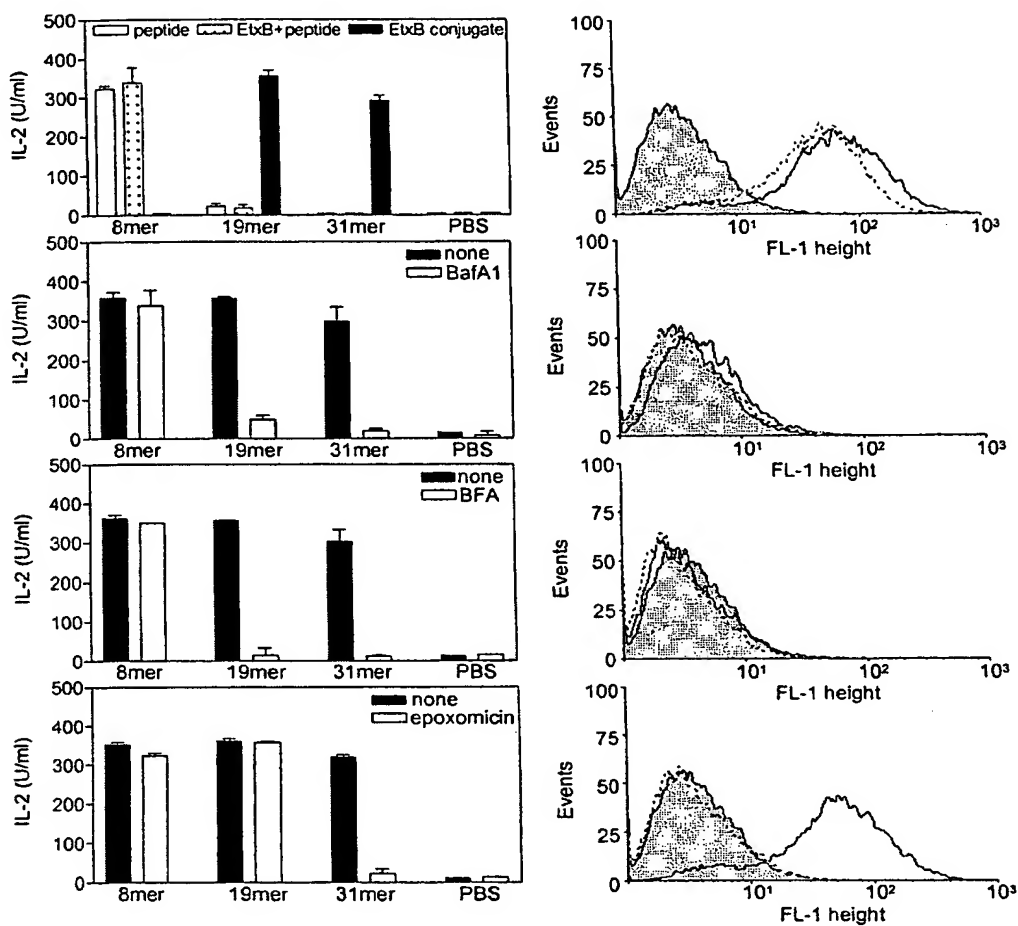 500
peptide EtxB+peptide EtxB conjugate
400
300
200
100
0
IL-2 (U/ml)
8mer 19mer 31mer PBS
100
75
50
25
0
Events
10¹ 10² 10³
FL-1 height
500
none
BafA1
400
300
200
100
0
IL-2 (U/ml)
8mer 19mer 31mer PBS
100
75
50
25
0
Events
10¹ 10² 10³
FL-1 height
500
none
BFA
400
300
200
100
0
IL-2 (U/ml)
8mer 19mer 31mer PBS
100
75
50
25
0
Events
10¹ 10² 10³
FL-1 height
500
none
epoxomicin
400
300
200
100
0
IL-2 (U/ml)
8mer 19mer 31mer PBS
100
75
50
25
0
Events
10¹ 10² 10³
FL-1 height